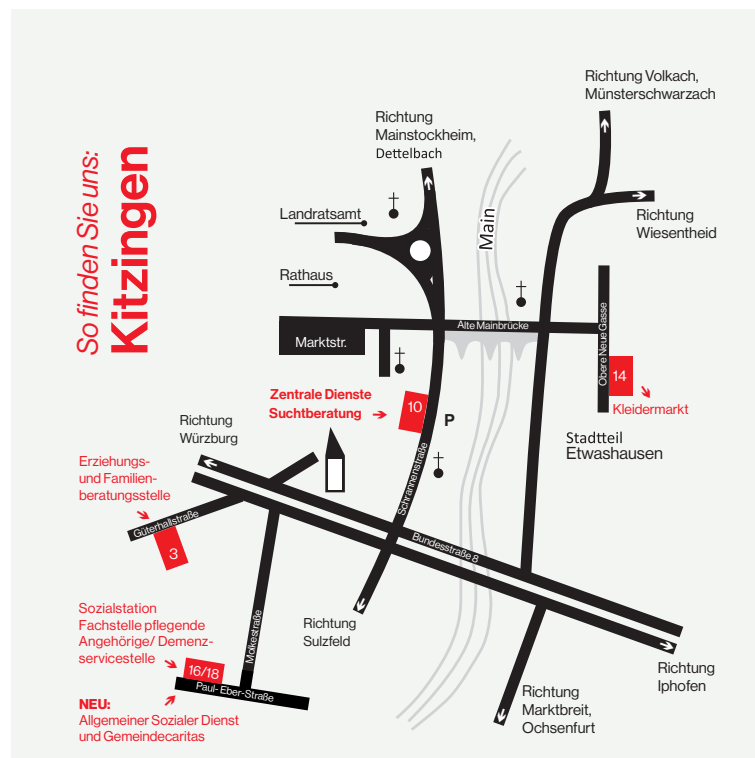 So finden Sie uns:
Kitzingen
Richtung Volkach,
Münsterschwarzach
Richtung
Mainstockheim,
Dettelbach
Landratsamt
Main
Richtung
Wiesentheid
Rathaus
Alte Mainbrücke
Marktstr.
Obere Neue Gasse
14
Kleidermarkt
Zentrale Dienste
Suchtberatung
10
P
Stadtteil
Etwashausen
Richtung
Würzburg
Schrannenstraße
Erziehungs-
und Familien-
beratungsstelle
Güterhallstraße
3
Bundesstraße 8
Sozialstation
Fachstelle pflegende
Angehörige/ Demenz-
servicestelle
16/18
Moltkestraße
Paul- Eber-Straße
NEU:
Allgemeiner Sozialer Dienst
und Gemeindecaritas
Richtung
Sulzfeld
Richtung
Iphofen
Richtung
Marktbreit,
Ochsenfurt